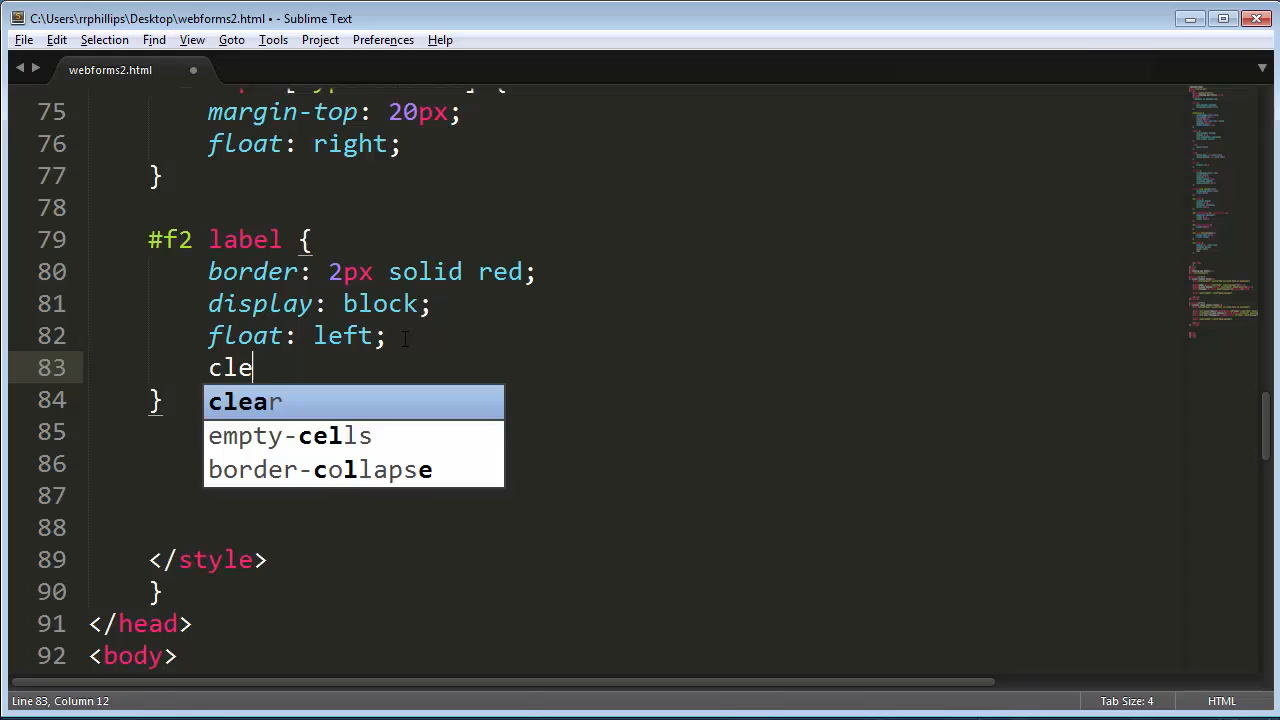 C:\Users\rrphillips\Desktop\webforms2.html • - Sublime Text
File Edit Selection Find View Goto Tools Project Preferences Help
webforms2.html
75 margin-top: 20px;
76 float: right;
77 }
78
79 #f2 label {
80 border: 2px solid red;
81 display: block;
82 float: left;
83 cle
clear
84 }
empty-cells
85
border-collapse
86
87
88
89 </style>
90 }
91 </head>
92 <body>
Line 83, Column 12 Tab Size: 4 HTML